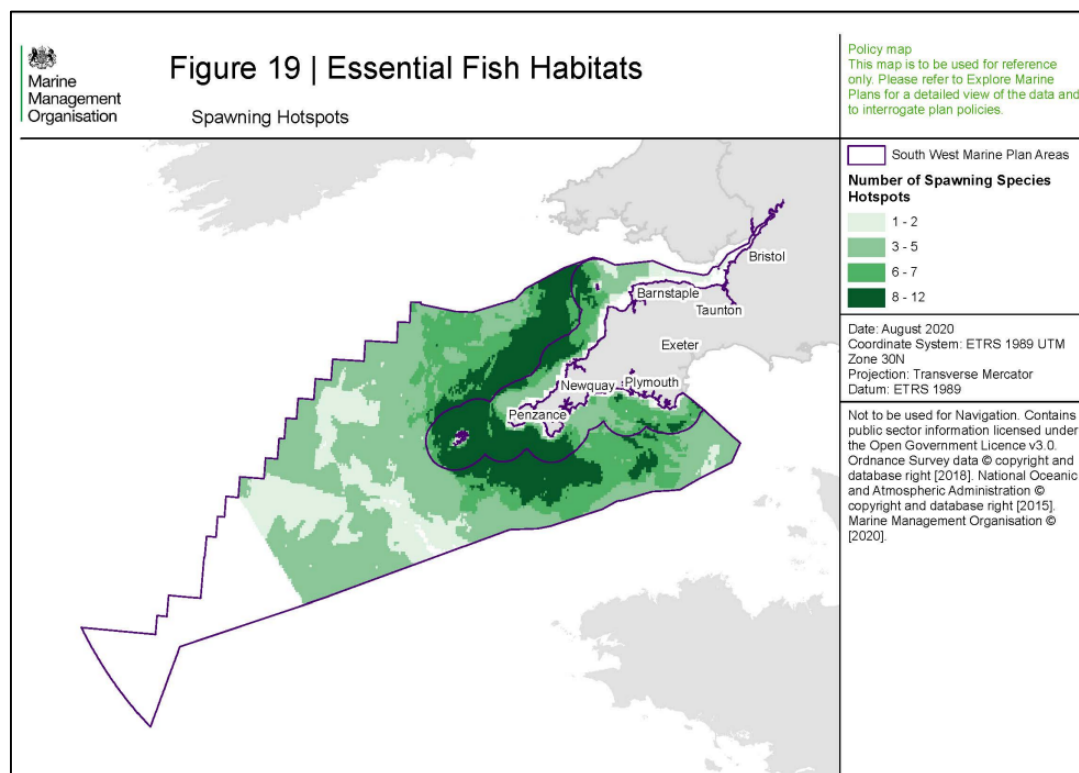 Marine
Management
Organisation
Figure 19 | Essential Fish Habitats
Spawning Hotspots
Policy map
This map is to be used for reference
only. Please refer to Explore Marine
Plans for a detailed view of the data and
to interrogate plan policies.
South West Marine Plan Areas
Number of Spawning Species
Hotspots
1 - 2
3 - 5
6 - 7
8 - 12
Date: August 2020
Coordinate System: ETRS 1989 UTM
Zone 30N
Projection: Transverse Mercator
Datum: ETRS 1989
Not to be used for Navigation. Contains
public sector information licensed under
the Open Government Licence v3.0.
Ordnance Survey data © copyright and
database right [2018]. National Oceanic
and Atmospheric Administration ©
copyright and database right [2015].
Marine Management Organisation ©
[2020].
Bristol
Barnstaple
Taunton
Exeter
Newquay
Plymouth
Penzance